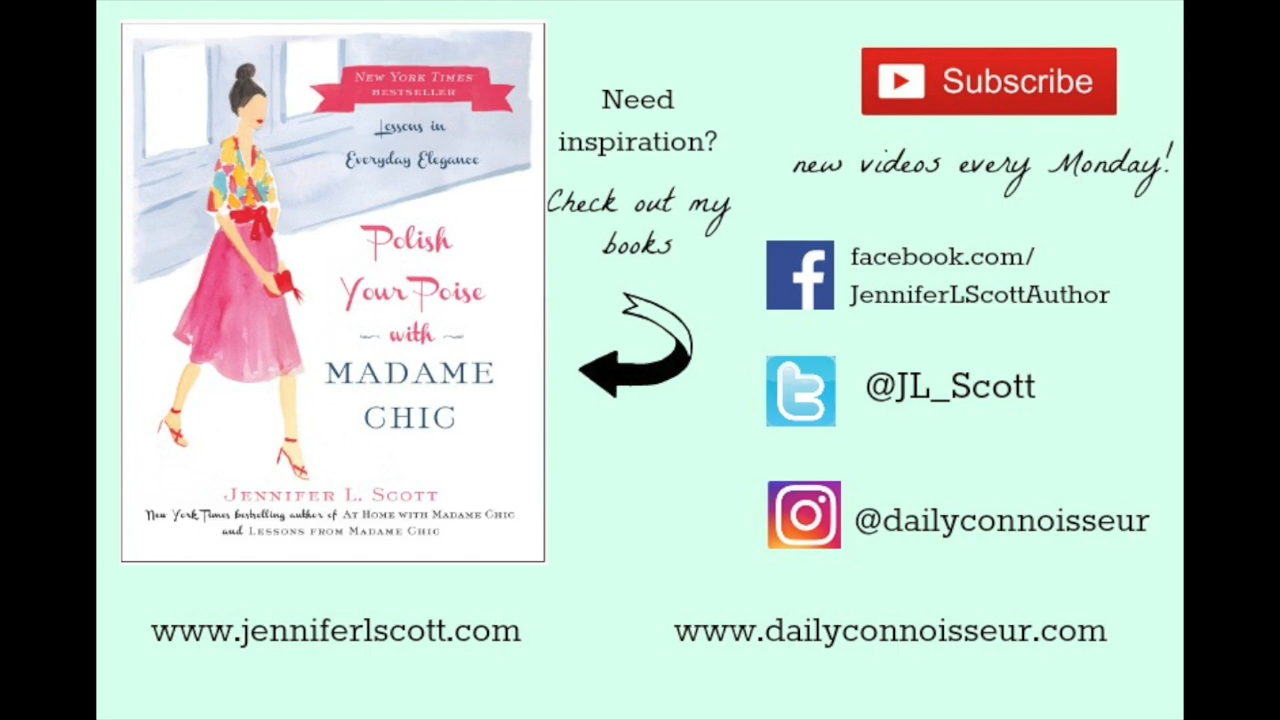 NEW YORK TIMES
BESTSELLER
Lessons in
Everyday Elegance
Polish
Your Poise
with
MADAME
CHIC
JENNIFER L. SCOTT
New York Times bestselling author of AT HOME WITH MADAME CHIC
and LESSONS FROM MADAME CHIC
Need
inspiration?
Check out my
books
Subscribe
new videos every Monday!
facebook.com/
JenniferLScottAuthor
@JL_Scott
@dailyconnoisseur
www.jenniferlscott.com
www.dailyconnoisseur.com